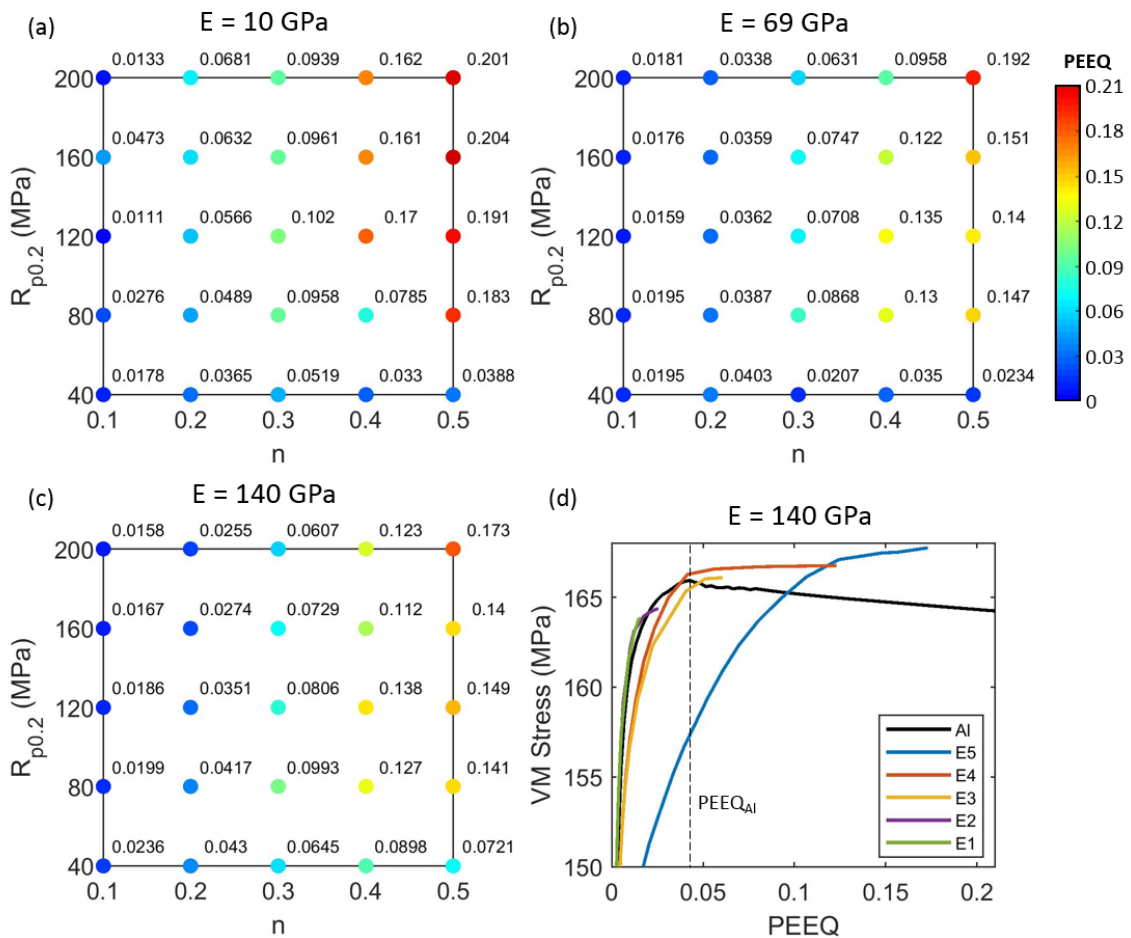 (a)
E = 10 GPa
0.0133 0.0681 0.0939 0.162 0.201
200
0.0473 0.0632 0.0961 0.161 0.204
160
0.0111 0.0566 0.102 0.17 0.191
120
0.0276 0.0489 0.0958 0.0785 0.183
80
0.0178 0.0365 0.0519 0.033 0.0388
40
0.1 0.2 0.3 0.4 0.5
n
Rp0.2 (MPa)
(b)
E = 69 GPa
0.0181 0.0338 0.0631 0.0958 0.192
200
0.0176 0.0359 0.0747 0.122 0.151
160
0.0159 0.0362 0.0708 0.135 0.14
120
0.0195 0.0387 0.0868 0.13 0.147
80
0.0195 0.0403 0.0207 0.035 0.0234
40
0.1 0.2 0.3 0.4 0.5
n
Rp0.2 (MPa)
PEEQ
0.21
0.18
0.15
0.12
0.09
0.06
0.03
0
(c)
E = 140 GPa
0.0158 0.0255 0.0607 0.123 0.173
200
0.0167 0.0274 0.0729 0.112 0.14
160
0.0186 0.0351 0.0806 0.138 0.149
120
0.0199 0.0417 0.0993 0.127 0.141
80
0.0236 0.043 0.0645 0.0898 0.0721
40
0.1 0.2 0.3 0.4 0.5
n
Rp0.2 (MPa)
(d)
E = 140 GPa
165
160
155
150
VM Stress (MPa)
PEEQAl
Al
E5
E4
E3
E2
E1
0 0.05 0.1 0.15 0.2
PEEQ